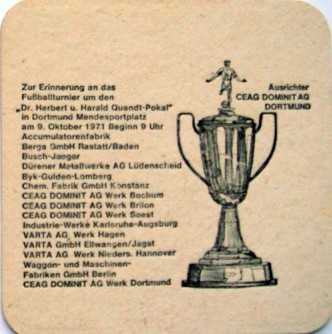 Zur Erinnerung an das
Fußballturnier um den
„Dr. Herbert u. Harald Quandt-Pokal"
in Dortmund Mendesportplatz
am 9. Oktober 1971 Beginn 9 Uhr
Accumulatorenfabrik
Berga GmbH Rastatt/Baden
Busch-Jaeger
Dürener Metallwerke AG Lüdenscheid
Byk-Gulden-Lomberg
Chem. Fabrik GmbH Konstanz
CEAG DOMINIT AG Werk Bochum
CEAG DOMINIT AG Werk Brilon
CEAG DOMINIT AG Werk Soest
Industrie-Werke Karlsruhe-Augsburg
VARTA AG Werk Hagen
VARTA GmbH Ellwangen/Jagst
VARTA AG Werk Nieders. Hannover
Waggon- und Maschinen-
Fabriken GmbH Berlin
CEAG DOMINIT AG Werk Dortmund
Ausrichter
CEAG DOMINIT AG
DORTMUND